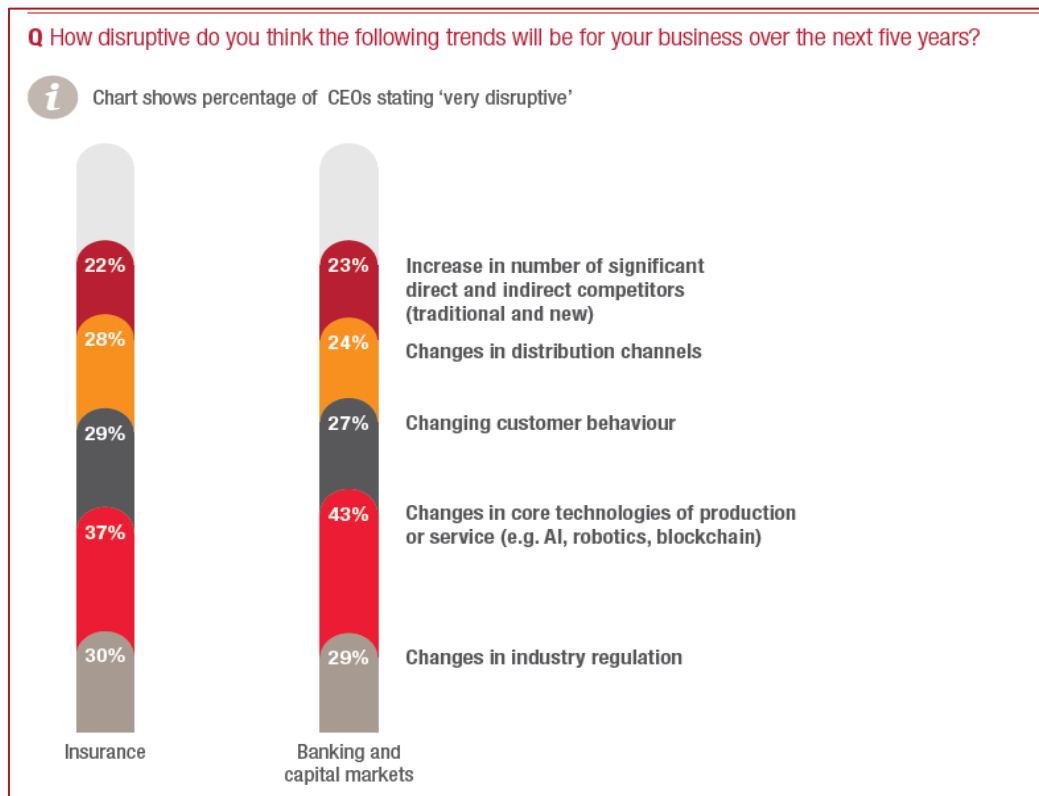 Q How disruptive do you think the following trends will be for your business over the next five years?
i Chart shows percentage of CEOs stating ‘very disruptive’
22%
23%
Increase in number of significant
direct and indirect competitors
(traditional and new)
28%
24%
Changes in distribution channels
29%
27%
Changing customer behaviour
37%
43%
Changes in core technologies of production
or service (e.g. AI, robotics, blockchain)
30%
29%
Changes in industry regulation
Insurance
Banking and
capital markets